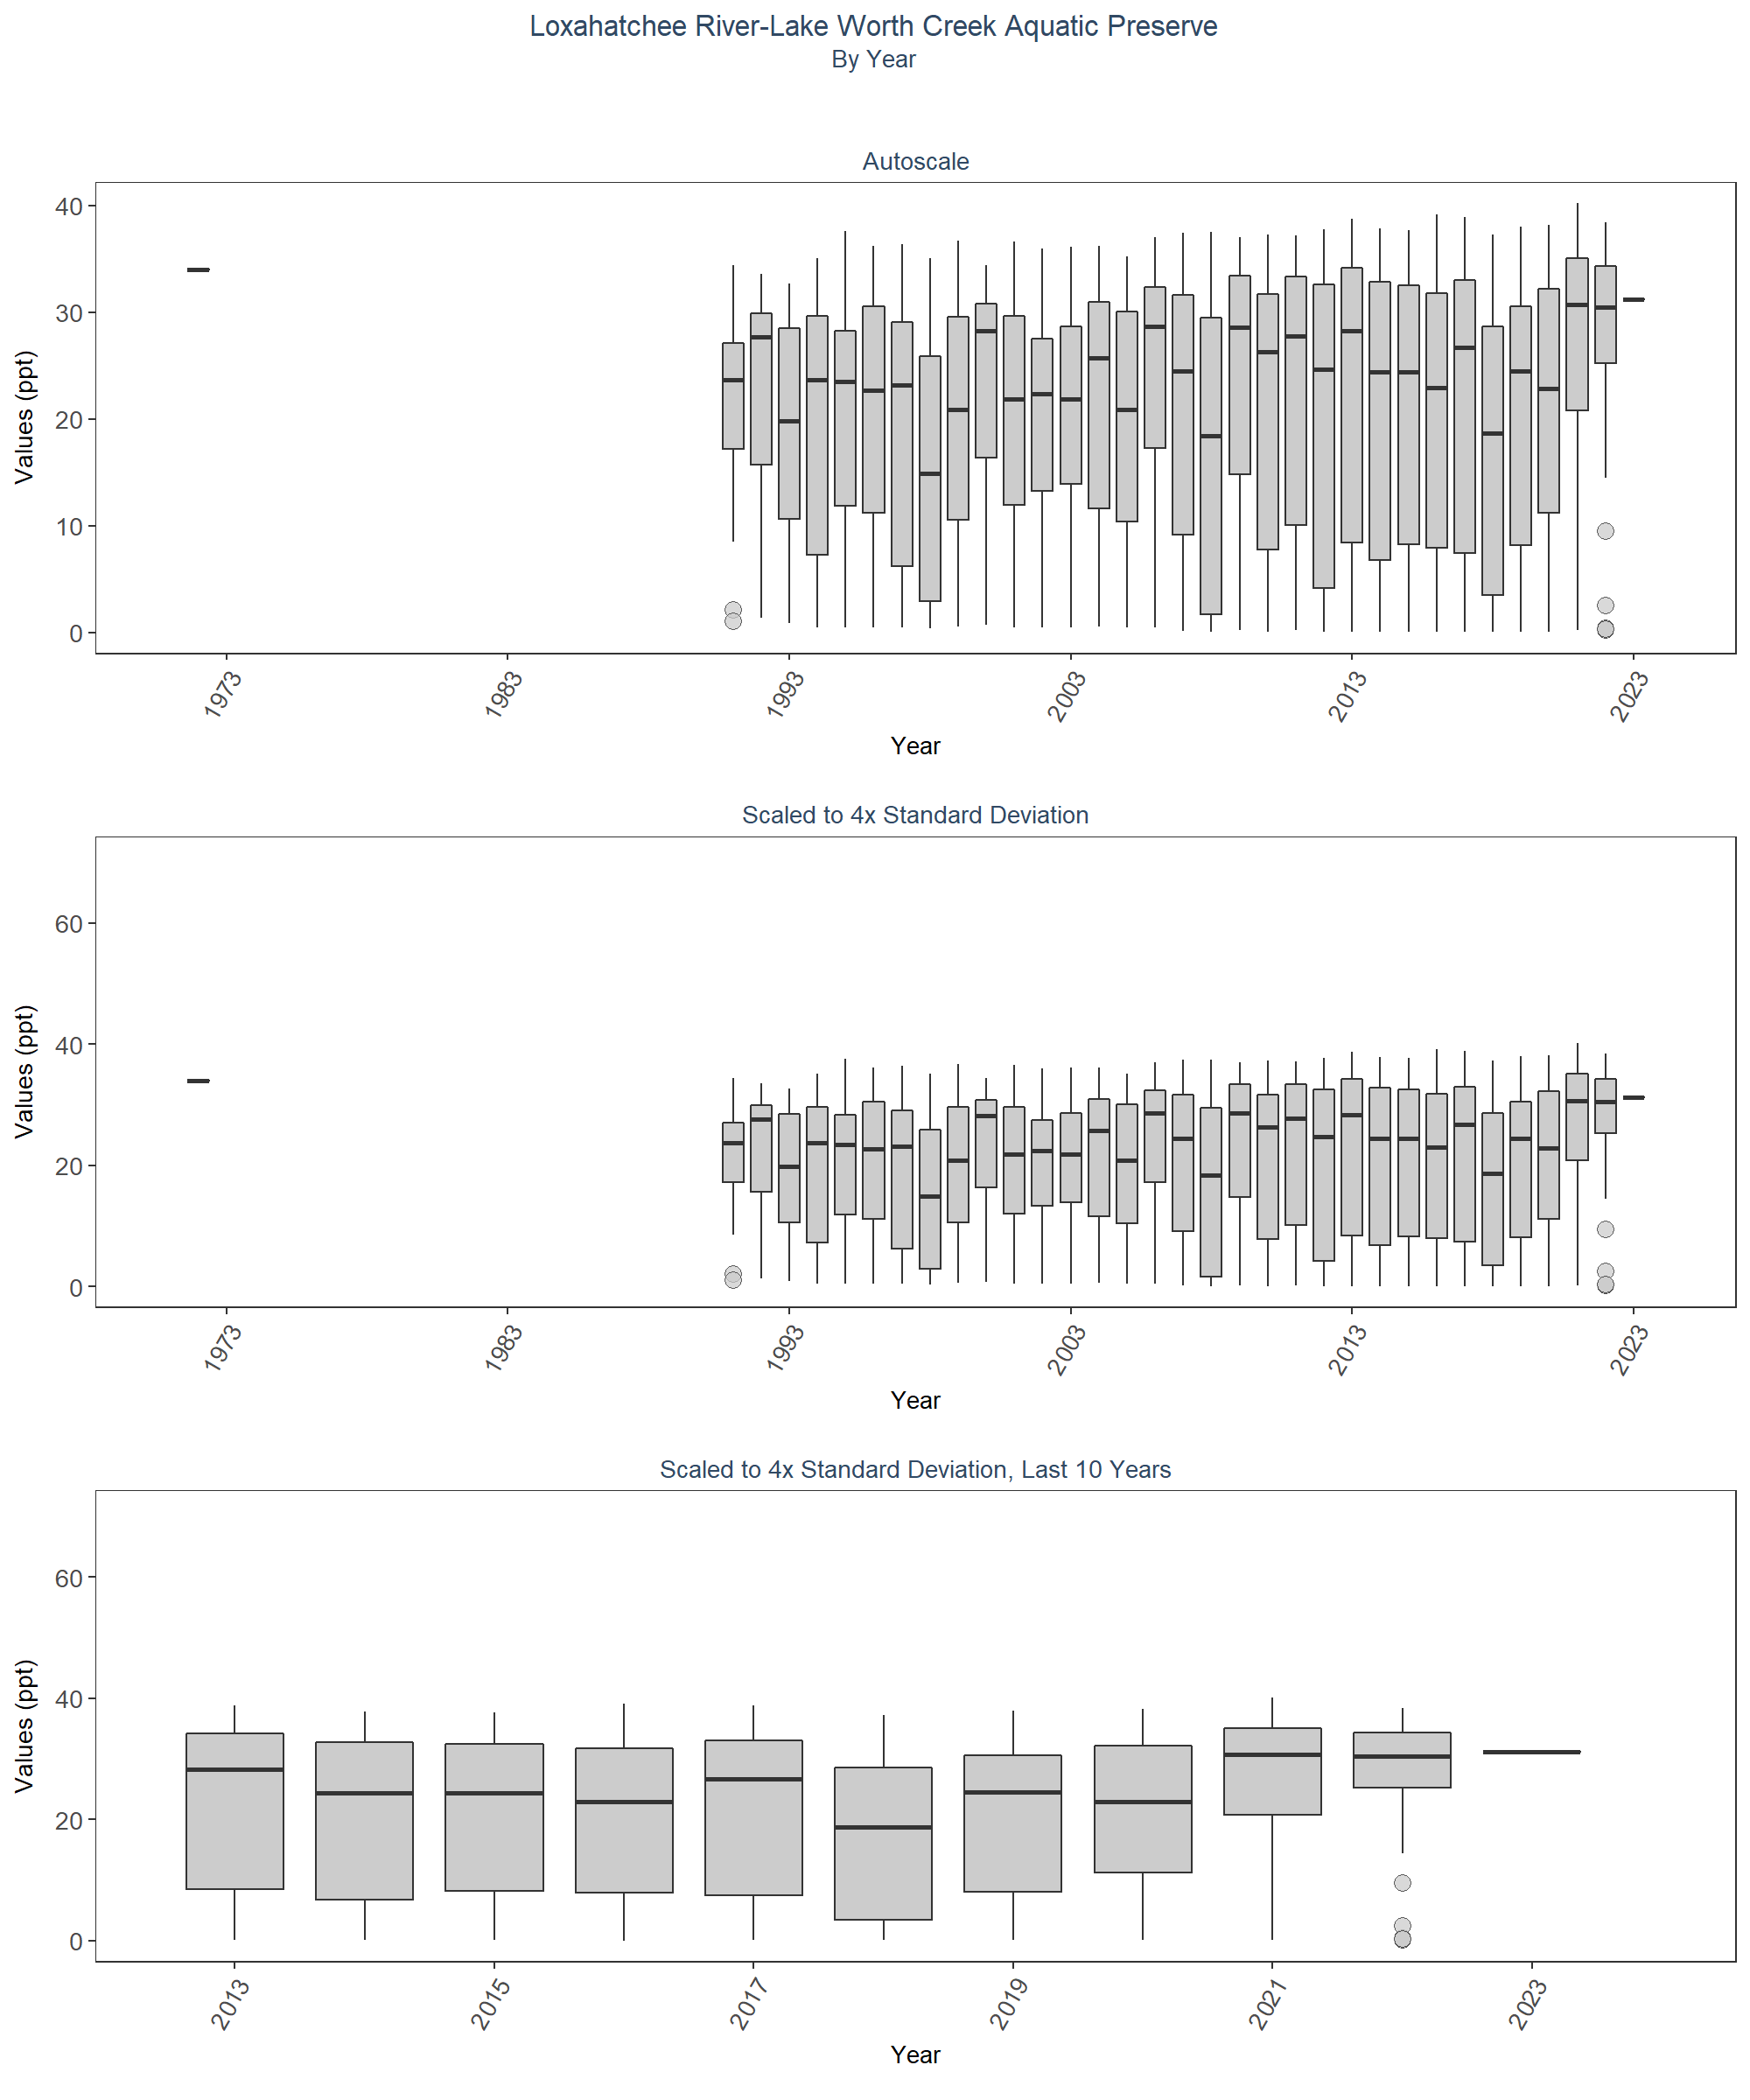 Loxahatchee River-Lake Worth Creek Aquatic Preserve
By Year
Autoscale
Values (ppt)
40
30
20
10
0
1973
1983
1993
2003
2013
2023
Year
Scaled to 4x Standard Deviation
Values (ppt)
60
40
20
0
1973
1983
1993
2003
2013
2023
Year
Scaled to 4x Standard Deviation, Last 10 Years
Values (ppt)
60
40
20
0
2013
2015
2017
2019
2021
2023
Year